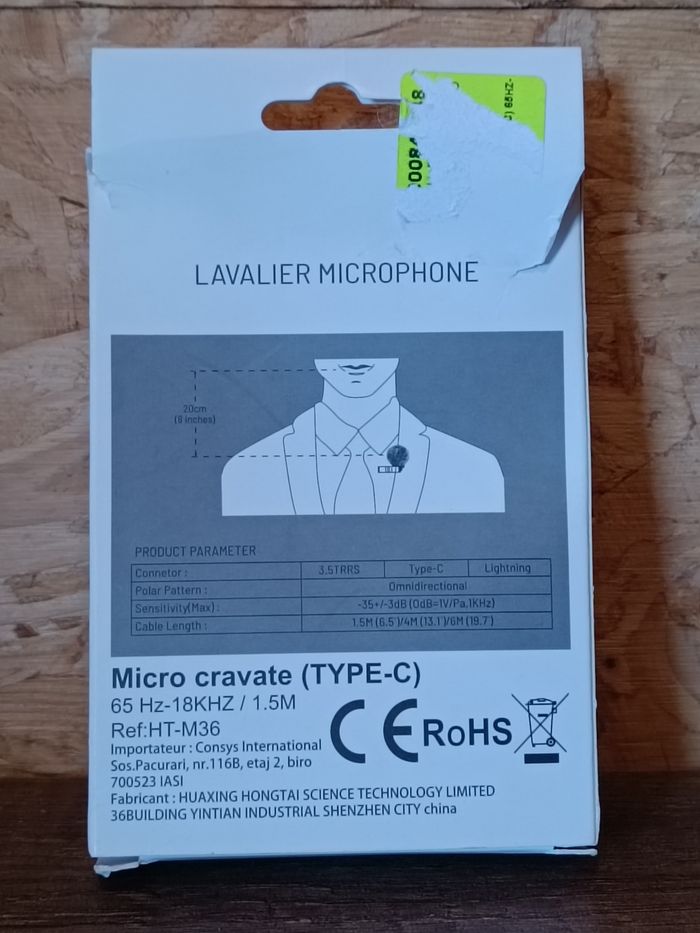 ) 65HZ-
8)
LAVALIER MICROPHONE
20cm
(8 inches)
PRODUCT PARAMETER
Connetor : 3.5TRRS Type-C Lightning
Polar Pattern : Omnidirectional
Sensitivity(Max) : -35+/-3dB (0dB=1V/Pa,1KHz)
Cable Length : 1.5M (6.5')/4M (13.1')/6M (19.7')
Micro cravate (TYPE-C)
65 Hz-18KHZ / 1.5M
Ref:HT-M36
CE RoHS
Importateur : Consys International
Sos.Pacurari, nr.116B, etaj 2, biro
700523 IASI
Fabricant : HUAXING HONGTAI SCIENCE TECHNOLOGY LIMITED
36BUILDING YINTIAN INDUSTRIAL SHENZHEN CITY china